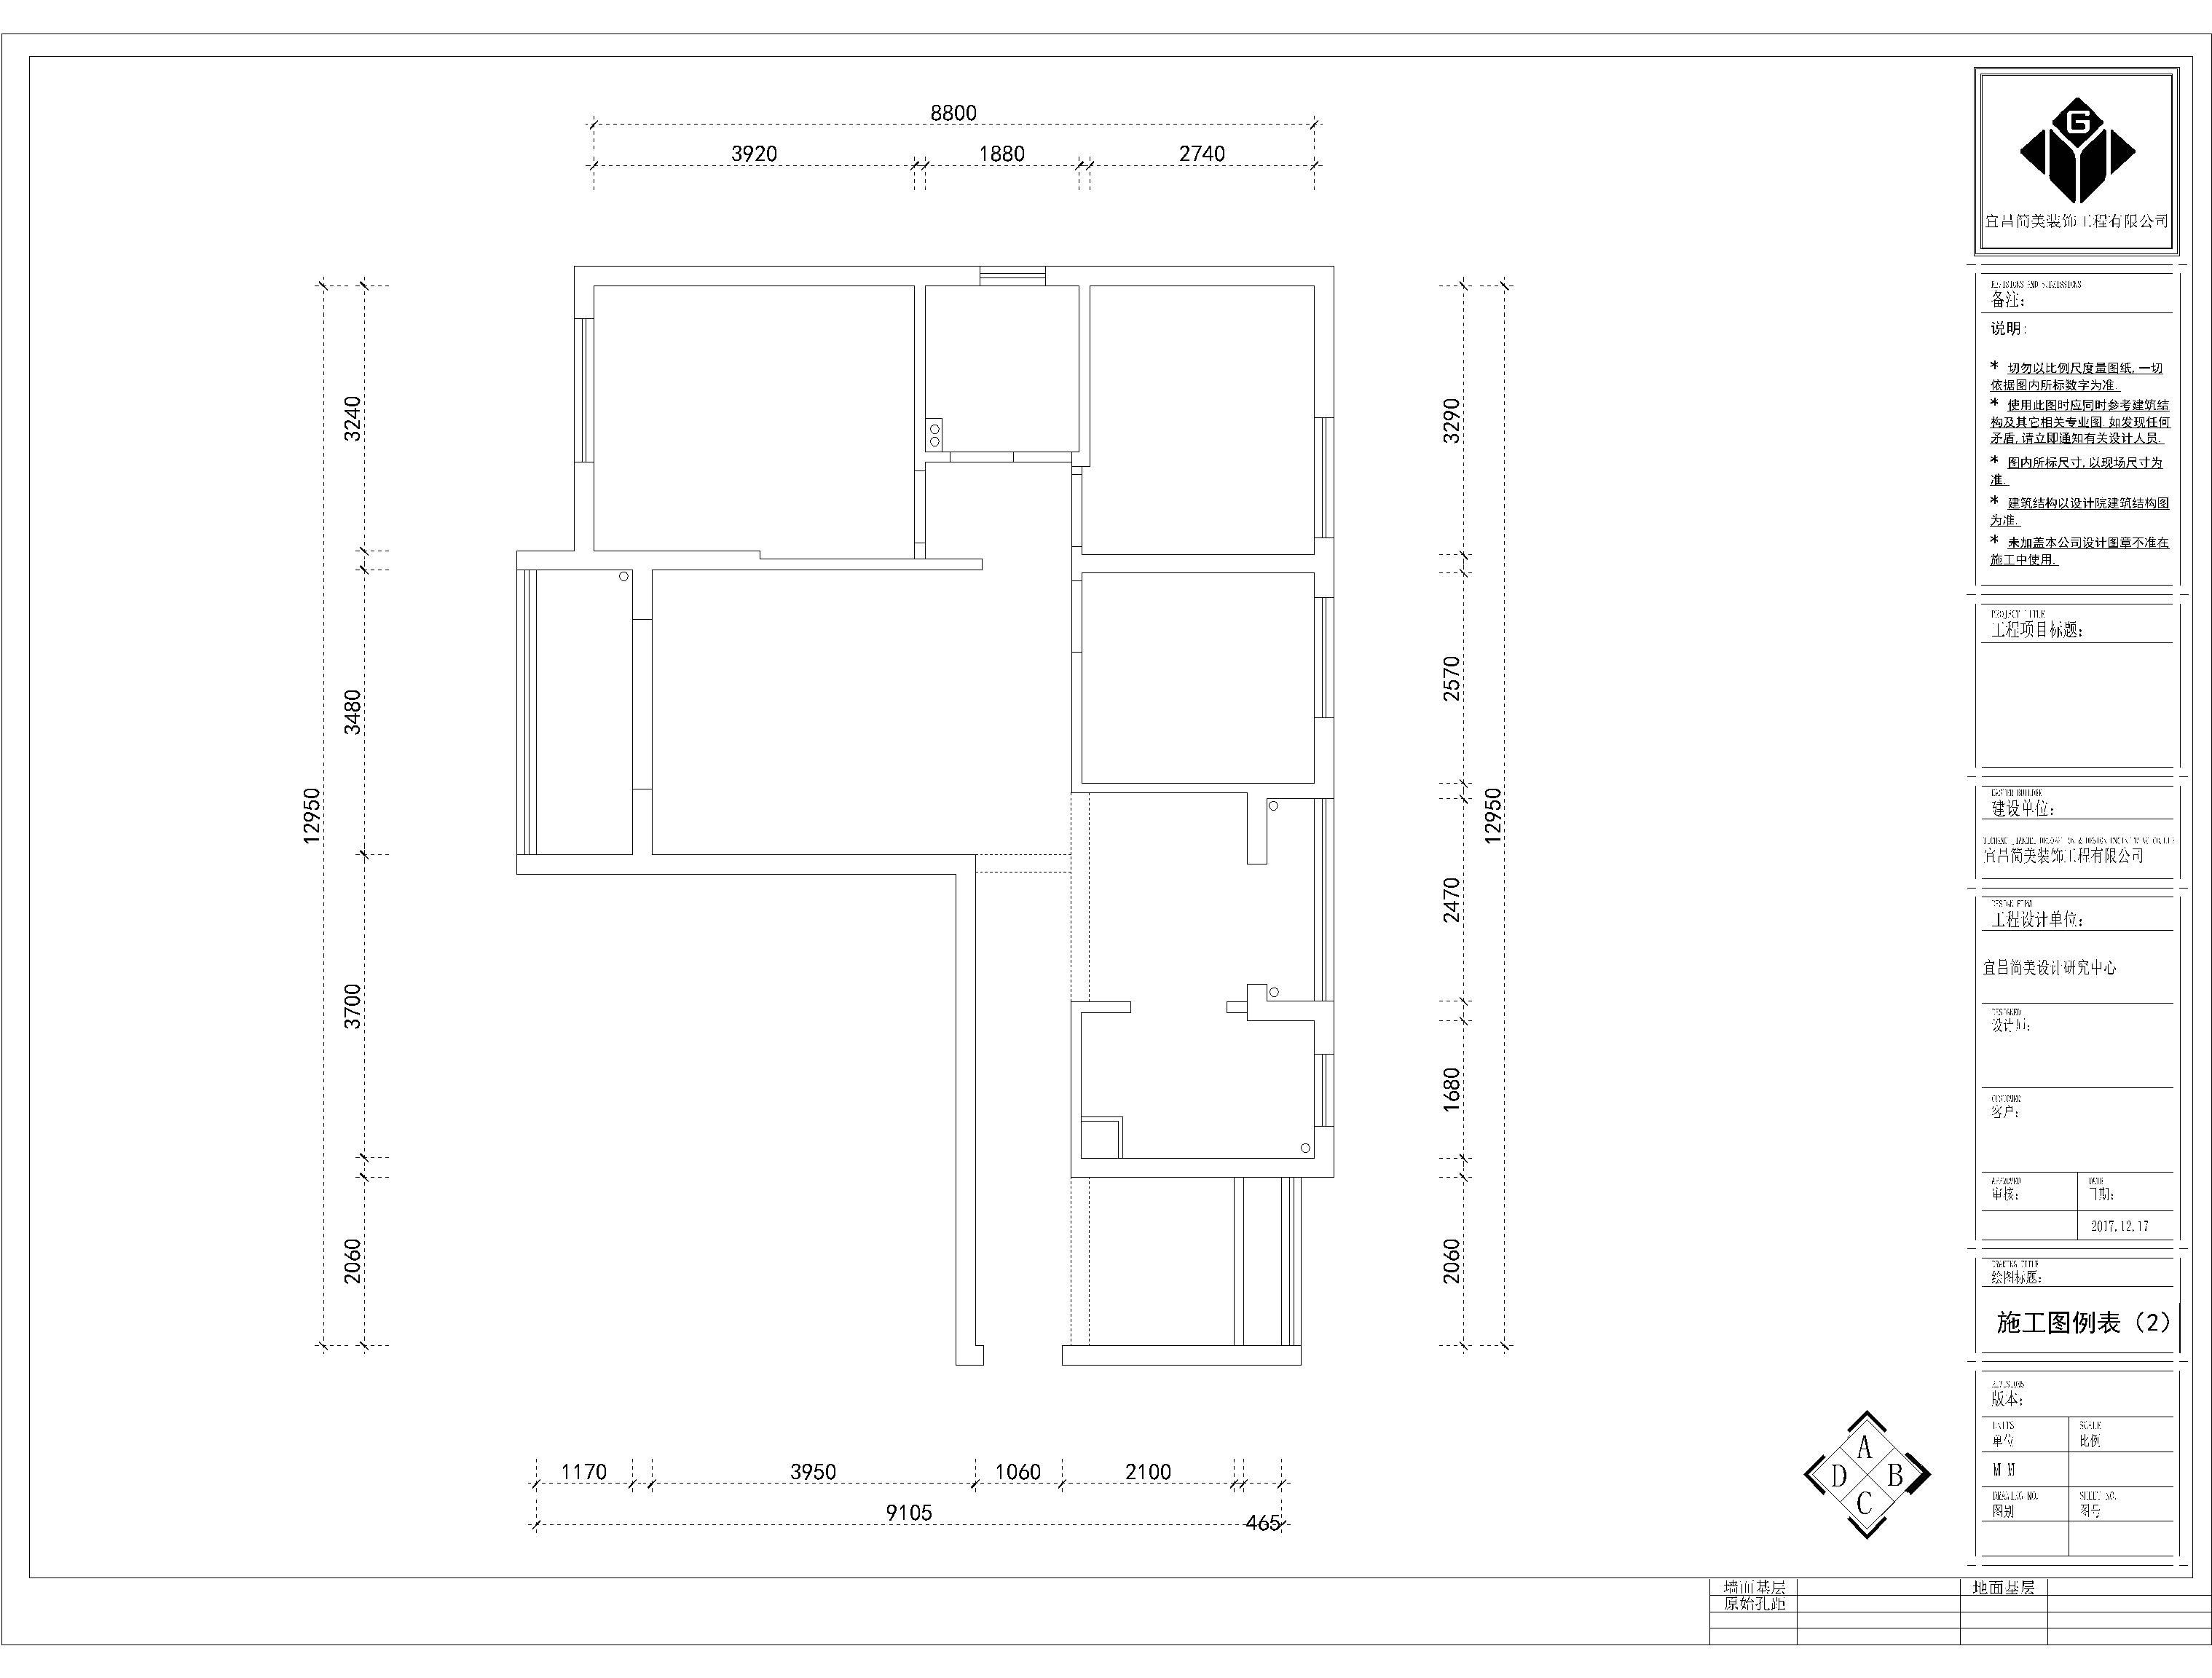 8800
3920
1880
2740
3240
3480
12950
3700
2060
3290
2570
12950
2470
1680
2060
1170
3950
1060
2100
9105
465
A
D
B
C
G
宜昌简美装饰工程有限公司
备注:
说明:
* 切勿以比例尺度量图纸,一切
依据图内所标数字为准.
* 使用此图时应同时参考建筑结
构及其它相关专业图.如发现任何
矛盾,请立即通知有关设计人员.
* 图内所标尺寸,以现场尺寸为
准.
* 建筑结构以设计院建筑结构图
为准.
* 未加盖本公司设计图章不准在
施工中使用.
PROJECT TITLE
工程项目标题:
建设单位:
宜昌简美装饰工程有限公司
工程设计单位:
宜昌简美设计研究中心
DESIGNED
设计师:
CUSTOMER
客户:
APPROVED
审核:
DATE
日期:
2017.12.17
DRAWING TITLE
绘图标题:
施工图例表（2）
版本:
UNITS
单位
SCALE
比例
M M
DRAWING NO.
图别
SHEET NO.
图号
墙面基层
地面基层
原始孔距